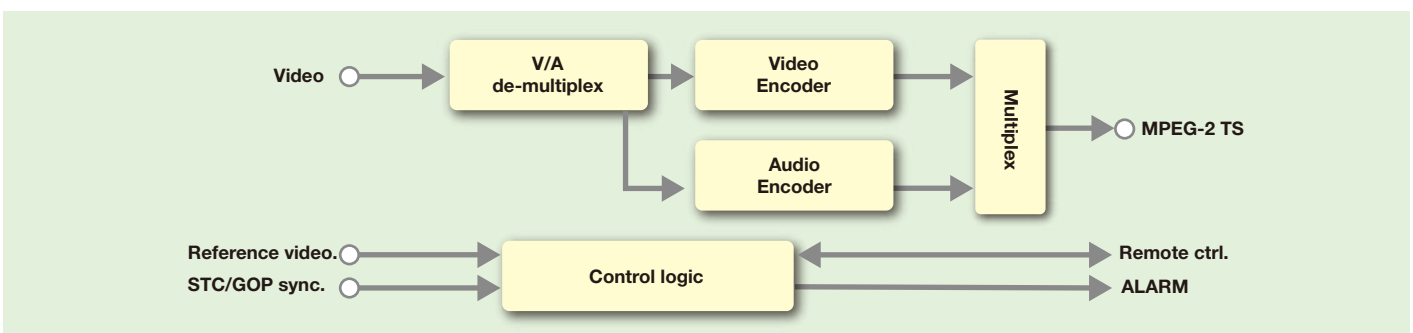 Video
V/A
de-multiplex
Video
Encoder
Audio
Encoder
Multiplex
MPEG-2 TS
Reference video.
STC/GOP sync.
Control logic
Remote ctrl.
ALARM